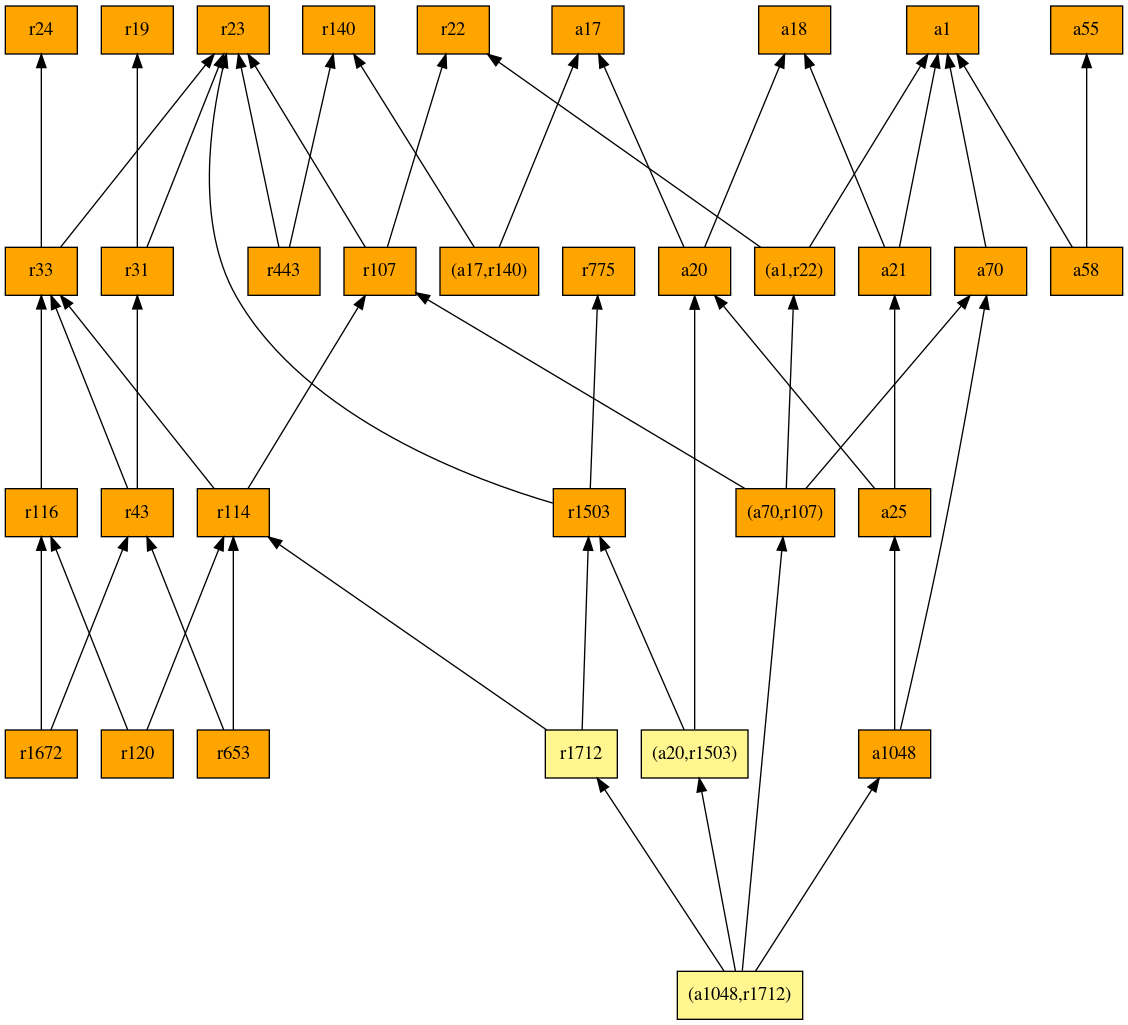 r24
r19
r23
r140
r22
a17
a18
a1
a55
r33
r31
r443
r107
(a17,r140)
r775
a20
(a1,r22)
a21
a70
a58
r116
r43
r114
r1503
(a70,r107)
a25
r1672
r120
r653
r1712
(a20,r1503)
a1048
(a1048,r1712)